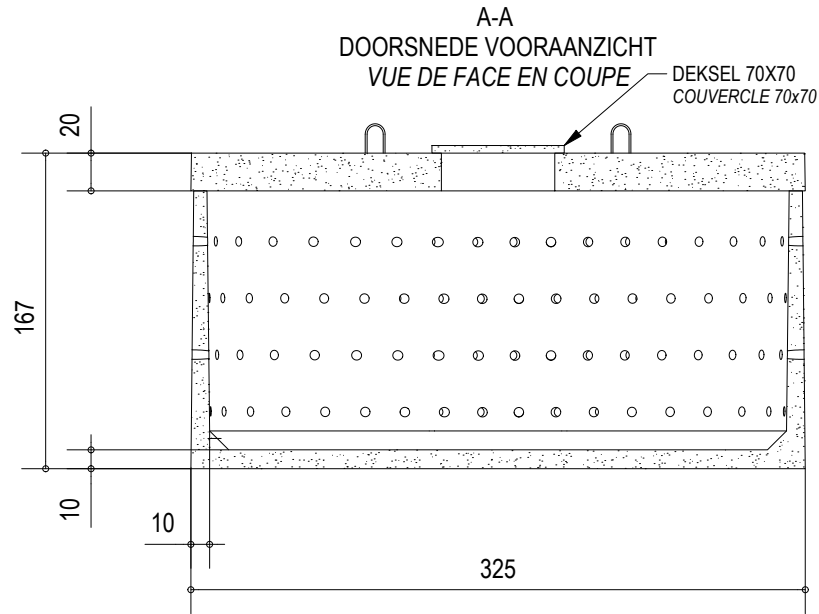 A-A
DOORSNEDE VOORAANZICHT
VUE DE FACE EN COUPE
DEKSEL 70X70
COUVERCLE 70x70
20
167
10
10
325